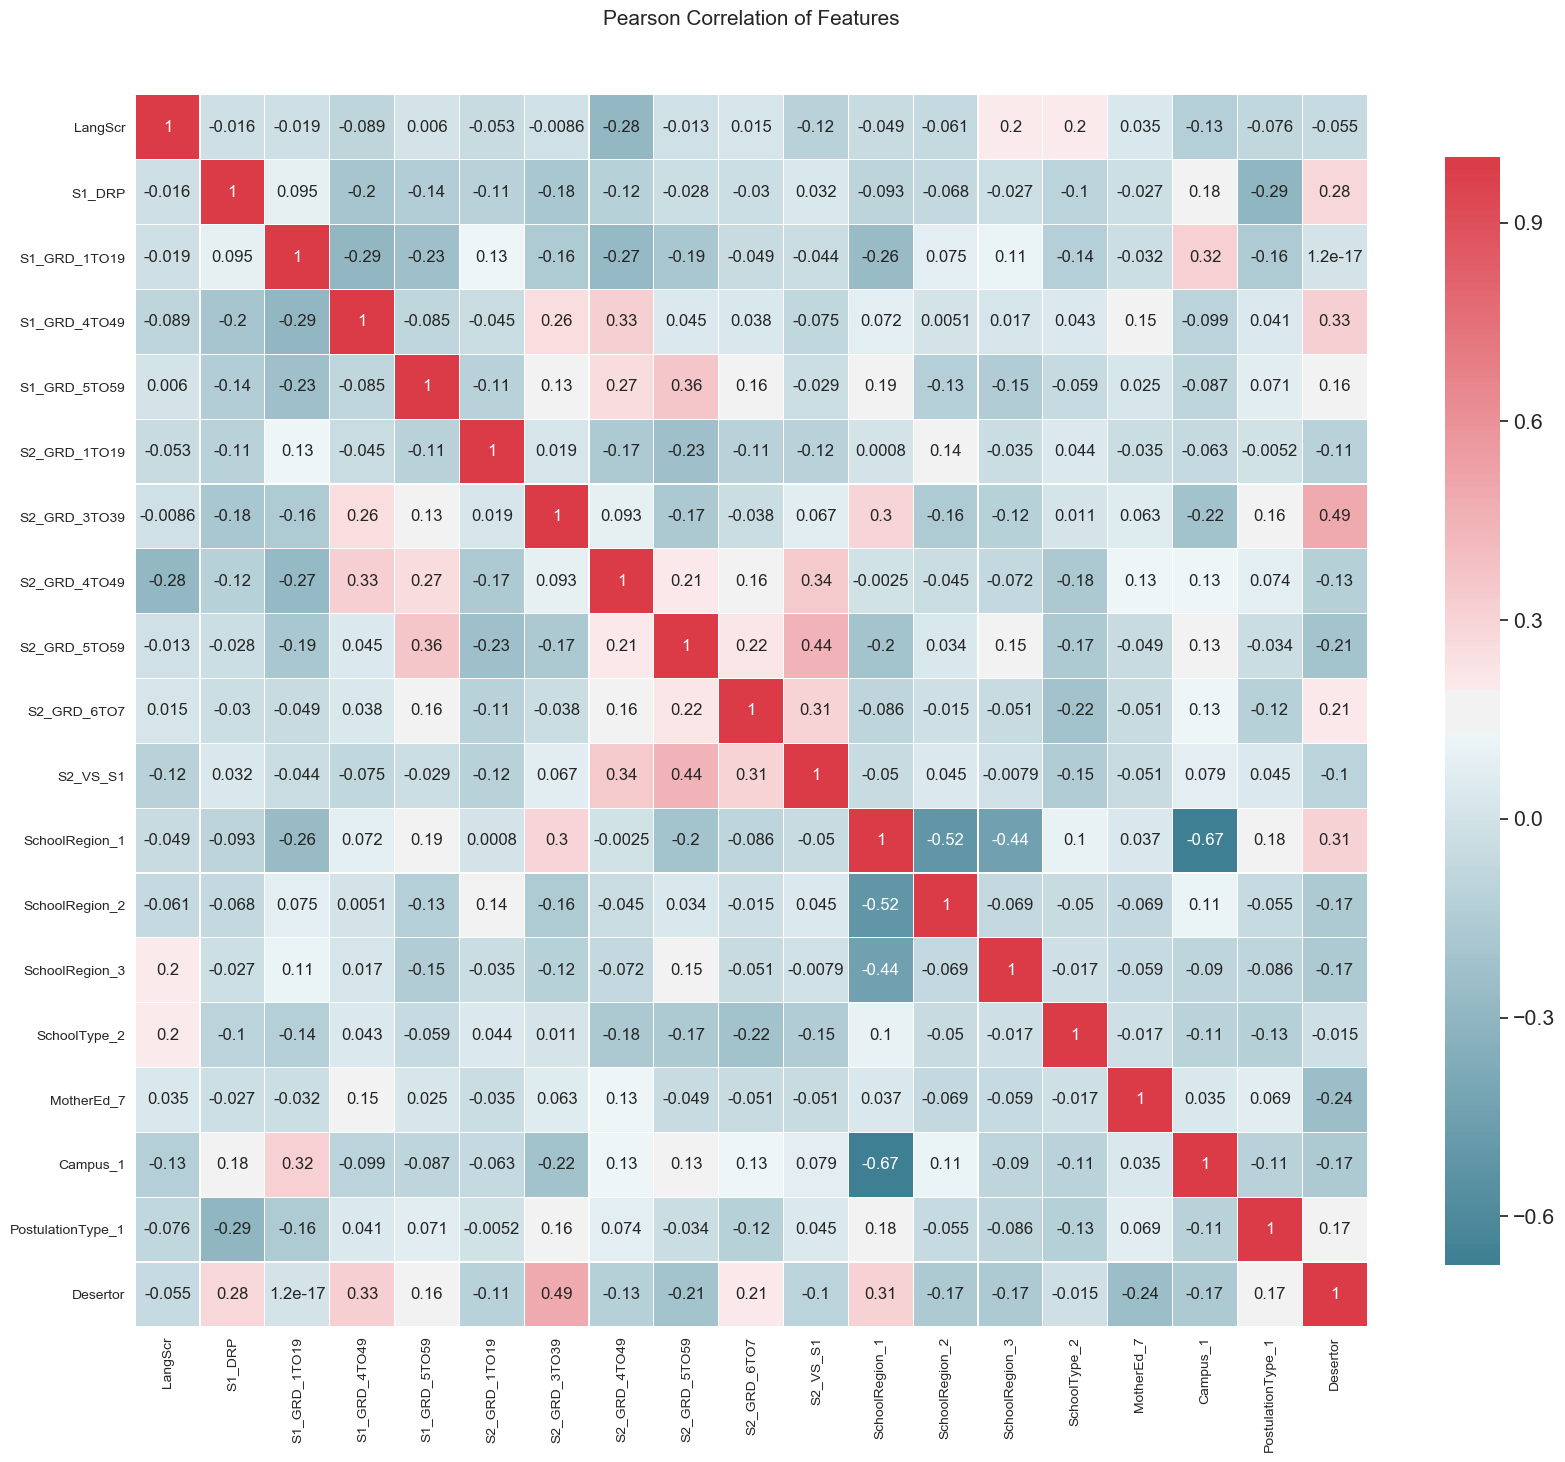 Pearson Correlation of Features
LangScr 1 -0.016 -0.019 -0.089 0.006 -0.053 -0.0086 -0.28 -0.013 0.015 -0.12 -0.049 -0.061 0.2 0.2 0.035 -0.13 -0.076 -0.055
S1_DRP -0.016 1 0.095 -0.2 -0.14 -0.11 -0.18 -0.12 -0.028 -0.03 0.032 -0.093 -0.068 -0.027 -0.1 -0.027 0.18 -0.29 0.28
S1_GRD_1TO19 -0.019 0.095 1 -0.29 -0.23 0.13 -0.16 -0.27 -0.19 -0.049 -0.044 -0.26 0.075 0.11 -0.14 -0.032 0.32 -0.16 1.2e-17
S1_GRD_4TO49 -0.089 -0.2 -0.29 1 -0.085 -0.045 0.26 0.33 0.045 0.038 -0.075 0.072 0.0051 0.017 0.043 0.15 -0.099 0.041 0.33
S1_GRD_5TO59 0.006 -0.14 -0.23 -0.085 1 -0.11 0.13 0.27 0.36 0.16 -0.029 0.19 -0.13 -0.15 -0.059 0.025 -0.087 0.071 0.16
S2_GRD_1TO19 -0.053 -0.11 0.13 -0.045 -0.11 1 0.019 -0.17 -0.23 -0.11 -0.12 0.0008 0.14 -0.035 0.044 -0.035 -0.063 -0.0052 -0.11
S2_GRD_3TO39 -0.0086 -0.18 -0.16 0.26 0.13 0.019 1 0.093 -0.17 -0.038 0.067 0.3 -0.16 -0.12 0.011 0.063 -0.22 0.16 0.49
S2_GRD_4TO49 -0.28 -0.12 -0.27 0.33 0.27 -0.17 0.093 1 0.21 0.16 0.34 -0.0025 -0.045 -0.072 -0.18 0.13 0.13 0.074 -0.13
S2_GRD_5TO59 -0.013 -0.028 -0.19 0.045 0.36 -0.23 -0.17 0.21 1 0.22 0.44 -0.2 0.034 0.15 -0.17 -0.049 0.13 -0.034 -0.21
S2_GRD_6TO7 0.015 -0.03 -0.049 0.038 0.16 -0.11 -0.038 0.16 0.22 1 0.31 -0.086 -0.015 -0.051 -0.22 -0.051 0.13 -0.12 0.21
S2_VS_S1 -0.12 0.032 -0.044 -0.075 -0.029 -0.12 0.067 0.34 0.44 0.31 1 -0.05 0.045 -0.0079 -0.15 -0.051 0.079 0.045 -0.1
SchoolRegion_1 -0.049 -0.093 -0.26 0.072 0.19 0.0008 0.3 -0.0025 -0.2 -0.086 -0.05 1 -0.52 -0.44 0.1 0.037 -0.67 0.18 0.31
SchoolRegion_2 -0.061 -0.068 0.075 0.0051 -0.13 0.14 -0.16 -0.045 0.034 -0.015 0.045 -0.52 1 -0.069 -0.05 -0.069 0.11 -0.055 -0.17
SchoolRegion_3 0.2 -0.027 0.11 0.017 -0.15 -0.035 -0.12 -0.072 0.15 -0.051 -0.0079 -0.44 -0.069 1 -0.017 -0.059 -0.09 -0.086 -0.17
SchoolType_2 0.2 -0.1 -0.14 0.043 -0.059 0.044 0.011 -0.18 -0.17 -0.22 -0.15 0.1 -0.05 -0.017 1 -0.017 -0.11 -0.13 -0.015
MotherEd_7 0.035 -0.027 -0.032 0.15 0.025 -0.035 0.063 0.13 -0.049 -0.051 -0.051 0.037 -0.069 -0.059 -0.017 1 0.035 0.069 -0.24
Campus_1 -0.13 0.18 0.32 -0.099 -0.087 -0.063 -0.22 0.13 0.13 0.13 0.079 -0.67 0.11 -0.09 -0.11 0.035 1 -0.11 -0.17
PostulationType_1 -0.076 -0.29 -0.16 0.041 0.071 -0.0052 0.16 0.074 -0.034 -0.12 0.045 0.18 -0.055 -0.086 -0.13 0.069 -0.11 1 0.17
Desertor -0.055 0.28 1.2e-17 0.33 0.16 -0.11 0.49 -0.13 -0.21 0.21 -0.1 0.31 -0.17 -0.17 -0.015 -0.24 -0.17 0.17 1
LangScr
S1_DRP
S1_GRD_1TO19
S1_GRD_4TO49
S1_GRD_5TO59
S2_GRD_1TO19
S2_GRD_3TO39
S2_GRD_4TO49
S2_GRD_5TO59
S2_GRD_6TO7
S2_VS_S1
SchoolRegion_1
SchoolRegion_2
SchoolRegion_3
SchoolType_2
MotherEd_7
Campus_1
PostulationType_1
Desertor
0.9
0.6
0.3
0.0
−0.3
−0.6